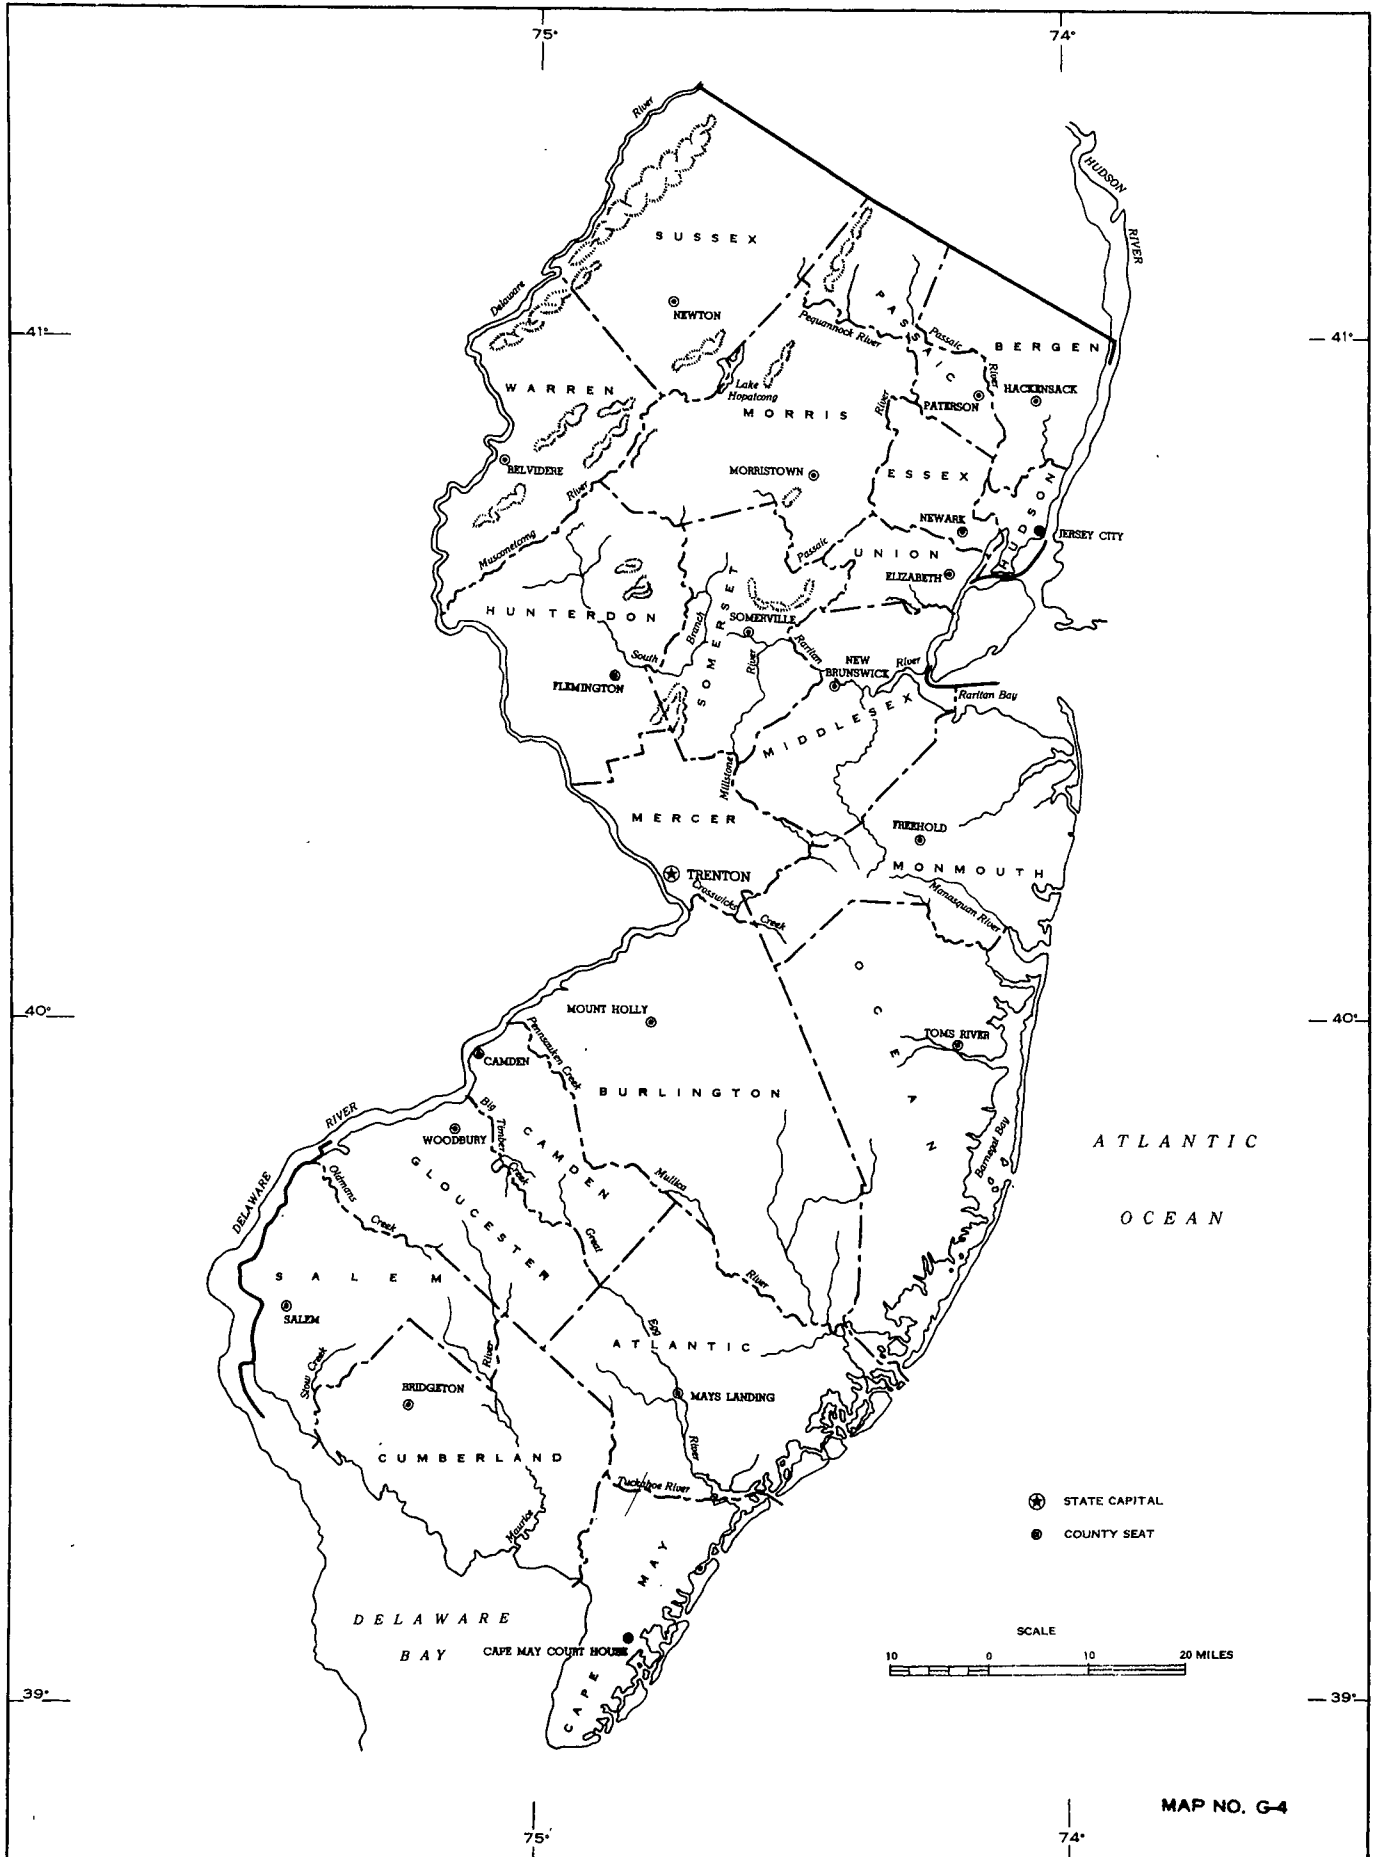 75°
74°
River
HUDSON
RIVER
SUSSEX
Delaware
NEWTON
PASSAIC
Pequannock River
Passaic
River
BERGEN
41°
41°
WARREN
Lake
Hopatcong
MORRIS
River
PATERSON
HACKENSACK
BELVIDERE
River
MORRISTOWN
ESSEX
HUDSON
NEWARK
JERSEY CITY
Musconetcong
Passaic
UNION
ELIZABETH
HUNTERDON
SOMERSET
SOMERVILLE
Branch
South
River
Raritan
NEW
BRUNSWICK
River
FLEMINGTON
Raritan Bay
MIDDLESEX
Millstone
MERCER
FREEHOLD
MONMOUTH
TRENTON
Crosswicks
Creek
Manasquan River
OCEAN
40°
40°
MOUNT HOLLY
Pennsauken Creek
TOMS RIVER
CAMDEN
BURLINGTON
Big
Timber
Creek
RIVER
WOODBURY
CAMDEN
Barnegat Bay
ATLANTIC
OCEAN
DELAWARE
Oldmans
Creek
GLOUCESTER
Mullica
River
Great
Egg
SALEM
SALEM
ATLANTIC
Stow Creek
River
BRIDGETON
MAYS LANDING
River
CUMBERLAND
Tuckahoe River
Maurice
STATE CAPITAL
COUNTY SEAT
CAPE MAY
DELAWARE
BAY
CAPE MAY COURT HOUSE
SCALE
10 0 10 20 MILES
39°
39°
MAP NO. G-4
75°
74°